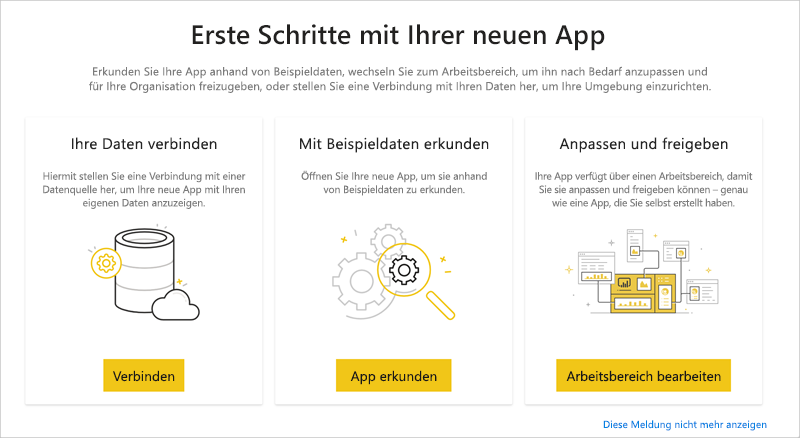 Erste Schritte mit Ihrer neuen App
Erkunden Sie Ihre App anhand von Beispieldaten, wechseln Sie zum Arbeitsbereich, um ihn nach Bedarf anzupassen und
für Ihre Organisation freizugeben, oder stellen Sie eine Verbindung mit Ihren Daten her, um Ihre Umgebung einzurichten.
Ihre Daten verbinden
Hiermit stellen Sie eine Verbindung mit einer
Datenquelle her, um Ihre neue App mit Ihren
eigenen Daten anzuzeigen.
Verbinden
Mit Beispieldaten erkunden
Öffnen Sie Ihre neue App, um sie anhand
von Beispieldaten zu erkunden.
App erkunden
Anpassen und freigeben
Ihre App verfügt über einen Arbeitsbereich, damit
Sie sie anpassen und freigeben können – genau
wie eine App, die Sie selbst erstellt haben.
Arbeitsbereich bearbeiten
Diese Meldung nicht mehr anzeigen